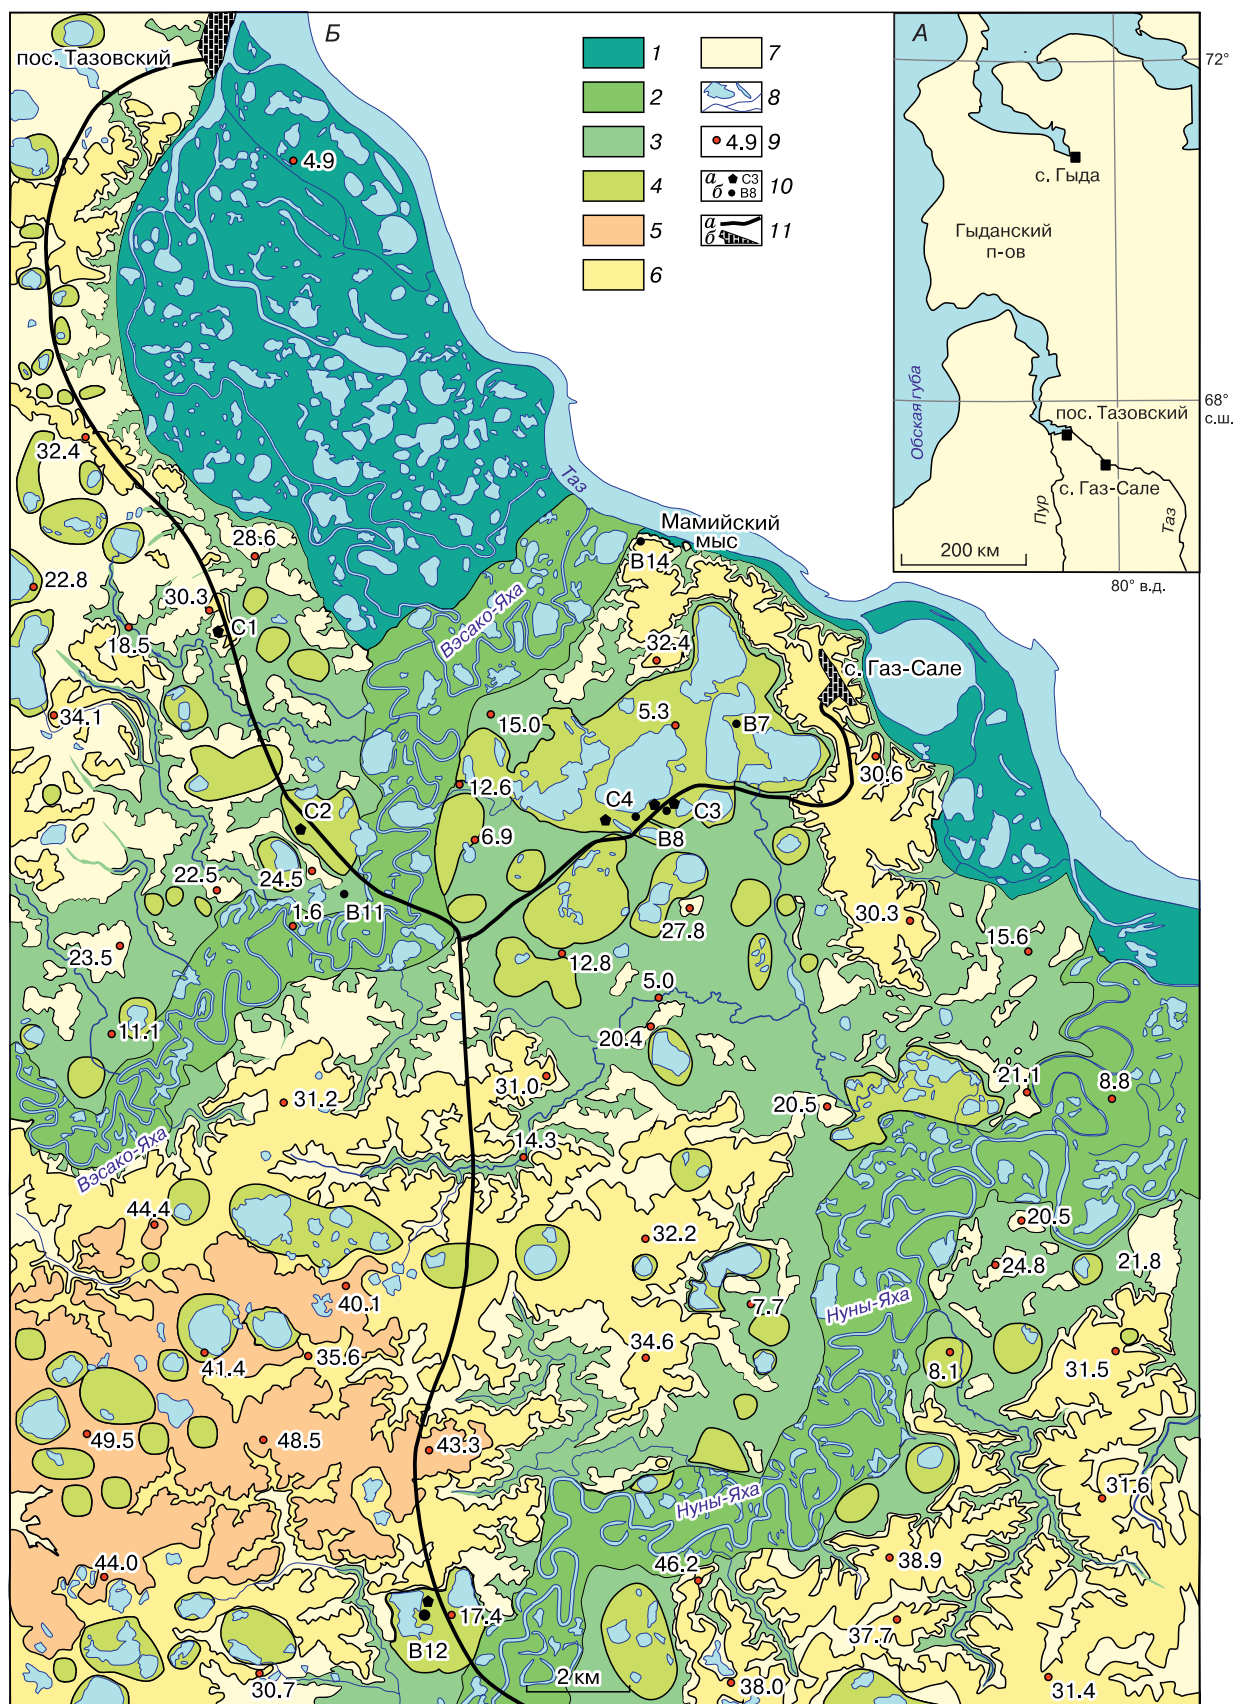 Б
пос. Тазовский
1
2
3
4
5
6
7
8
4.9 9
а С3
б В8 10
а
б 11
А
72°
с. Гыда
Гыданский
п-ов
Обская губа
68°
с.ш.
пос. Тазовский
с. Газ-Сале
Пур
Таз
200 км
80° в.д.
4.9
32.4
Таз
28.6
Мамийский
мыс
В14
22.8
30.3
С1
18.5
Вэсако-Яха
32.4
с. Газ-Сале
34.1
15.0
5.3
В7
30.6
12.6
С2
С4
С3
6.9
В8
22.5
24.5
В11
1.6
27.8
30.3
23.5
12.8
15.6
5.0
11.1
20.4
31.2
31.0
20.5
21.1
8.8
14.3
Вэсако-Яха
44.4
32.2
20.5
24.8
21.8
40.1
7.7
Нуны-Яха
41.4
35.6
34.6
8.1
31.5
49.5
48.5
43.3
31.6
Нуны-Яха
44.0
46.2
38.9
17.4
37.7
В12
30.7
2 км
38.0
31.4